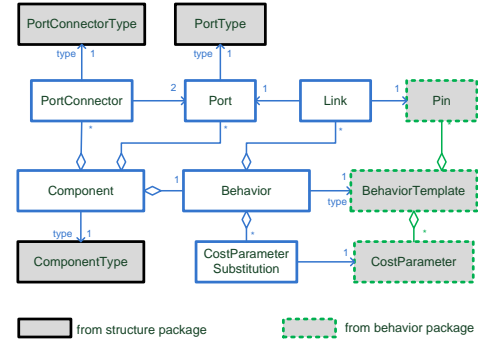 PortConnectorType
PortType
type 1
type 1
PortConnector
2
Port
1
Link
1
Pin
*
*
*
*
Component
1
Behavior
1
type
BehaviorTemplate
type 1
*
*
ComponentType
CostParameter
Substitution
1
CostParameter
from structure package
from behavior package